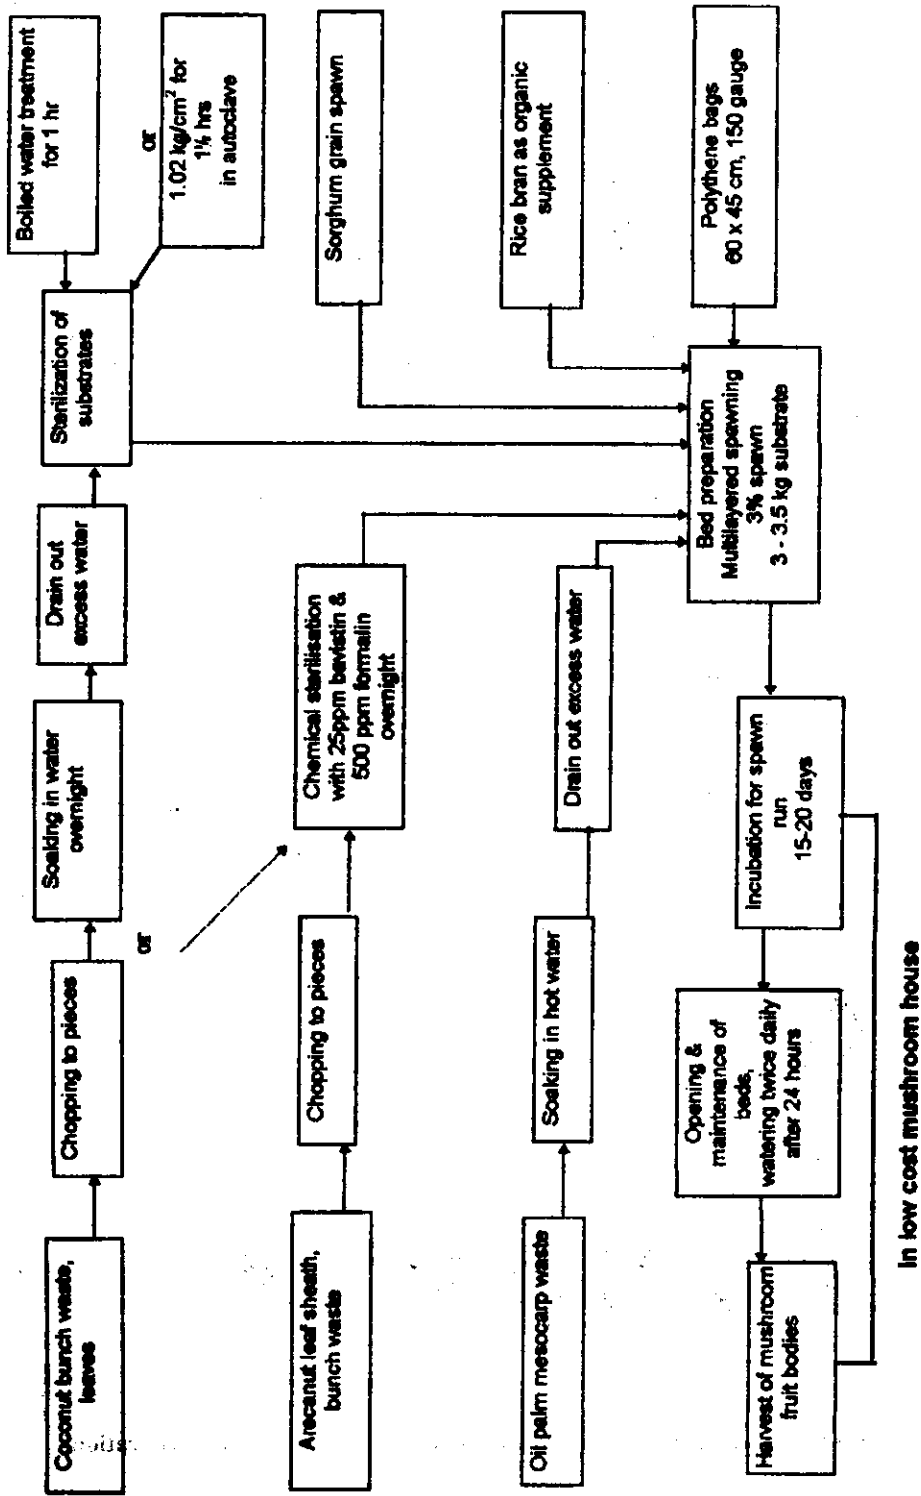 Coconut bunch waste,
leaves
Chopping to pieces
or
Soaking in water
overnight
Drain out
excess water
Sterilization of
substrates
Boiled water treatment
for 1 hr
or
1.02 kg/cm² for
1½ hrs
in autoclave
Arecanut leaf sheath,
bunch waste
Chopping to pieces
Chemical sterilisation
with 25ppm bavistin &
500 ppm formalin
overnight
Sorghum grain spawn
Oil palm mesocarp waste
Soaking in hot water
Drain out excess water
Rice bran as organic
supplement
Harvest of mushroom
fruit bodies
Opening &
maintenance of
beds,
watering twice daily
after 24 hours
Incubation for spawn
run
15-20 days
Bed preparation
Multilayered spawning
3% spawn
3 - 3.5 kg substrate
Polythene bags
60 x 45 cm, 150 gauge
In low cost mushroom house